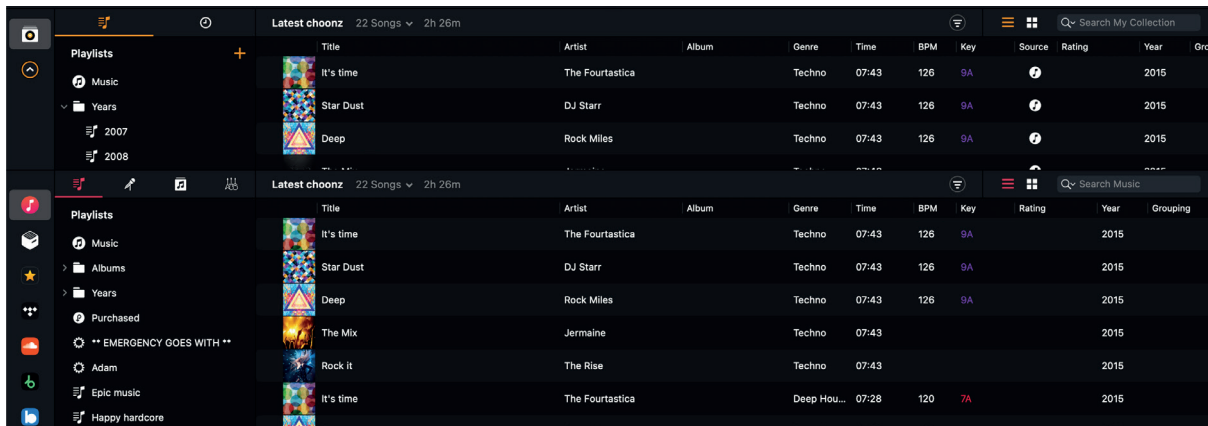 Latest choonz 22 Songs 2h 26m Search My Collection
Playlists
Music
Years
2007
2008
Title Artist Album Genre Time BPM Key Source Rating Year Gro
It's time The Fourtastica Techno 07:43 126 9A 2015
Star Dust DJ Starr Techno 07:43 126 9A 2015
Deep Rock Miles Techno 07:43 126 9A 2015
Latest choonz 22 Songs 2h 26m Search Music
Playlists
Music
Albums
Years
Purchased
** EMERGENCY GOES WITH **
Adam
Epic music
Happy hardcore
Title Artist Album Genre Time BPM Key Rating Year Grouping
It's time The Fourtastica Techno 07:43 126 9A 2015
Star Dust DJ Starr Techno 07:43 126 9A 2015
Deep Rock Miles Techno 07:43 126 9A 2015
The Mix Jermaine Techno 07:43 2015
Rock it The Rise Techno 07:43 2015
It's time The Fourtastica Deep Hou... 07:28 120 7A 2015